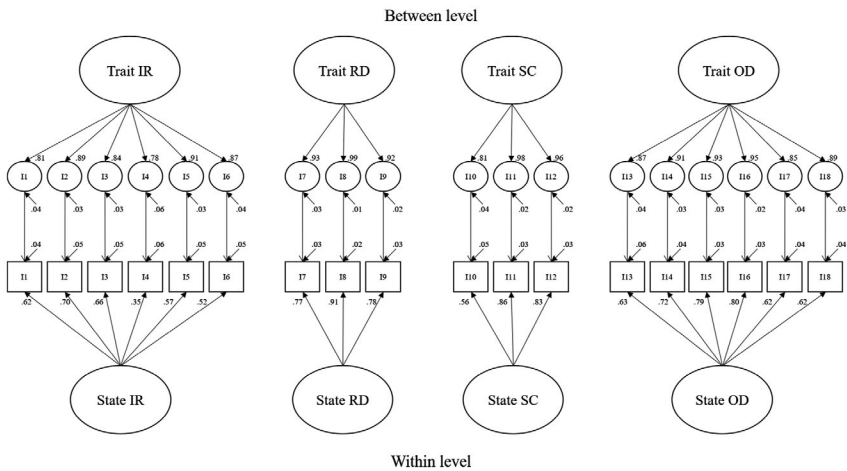 Between level
Trait IR Trait RD Trait SC Trait OD
.81 .89 .84 .78 .91 .87 .93 .99 .92 .81 .98 .96 .87 .91 .93 .95 .85 .89
I1 I2 I3 I4 I5 I6 I7 I8 I9 I10 I11 I12 I13 I14 I15 I16 I17 I18
.04 .03 .03 .06 .03 .04 .03 .01 .02 .04 .02 .02 .04 .03 .03 .02 .04 .03
.04 .05 .05 .06 .05 .05 .03 .02 .03 .05 .03 .03 .06 .04 .03 .03 .04 .04
I1 I2 I3 I4 I5 I6 I7 I8 I9 I10 I11 I12 I13 I14 I15 I16 I17 I18
.62 .70 .66 .35 .57 .52 .77 .91 .78 .56 .86 .83 .63 .72 .79 .80 .62 .62
State IR State RD State SC State OD
Within level